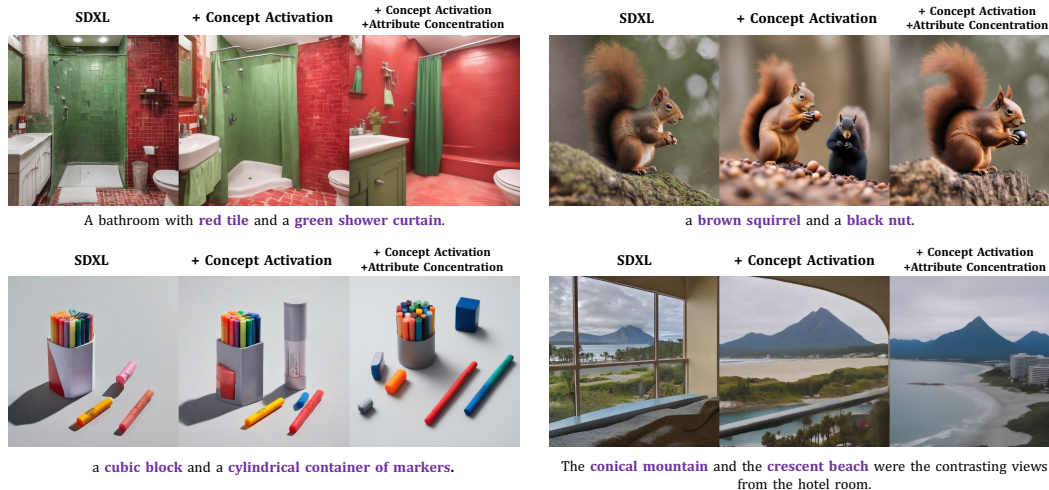 SDXL
+ Concept Activation
+ Concept Activation
+Attribute Concentration
A bathroom with red tile and a green shower curtain.
SDXL
+ Concept Activation
+ Concept Activation
+Attribute Concentration
a brown squirrel and a black nut.
SDXL
+ Concept Activation
+ Concept Activation
+Attribute Concentration
a cubic block and a cylindrical container of markers.
SDXL
+ Concept Activation
+ Concept Activation
+Attribute Concentration
The conical mountain and the crescent beach were the contrasting views
from the hotel room.